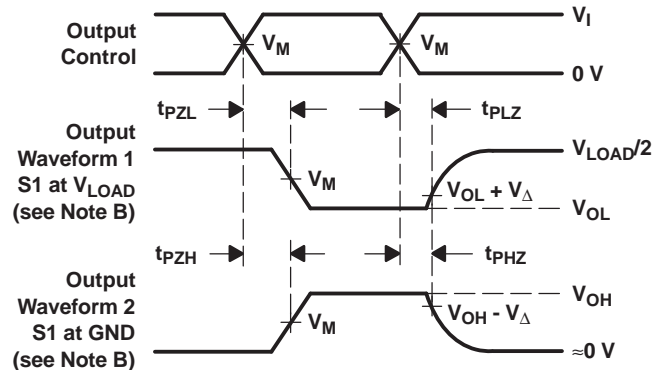 Output
Control
V_M
V_M
V_I
0 V
t_PZL
t_PLZ
Output
Waveform 1
S1 at V_LOAD
(see Note B)
V_M
V_LOAD/2
V_OL + V_Δ
V_OL
t_PZH
t_PHZ
Output
Waveform 2
S1 at GND
(see Note B)
V_M
V_OH
V_OH - V_Δ
≈0 V